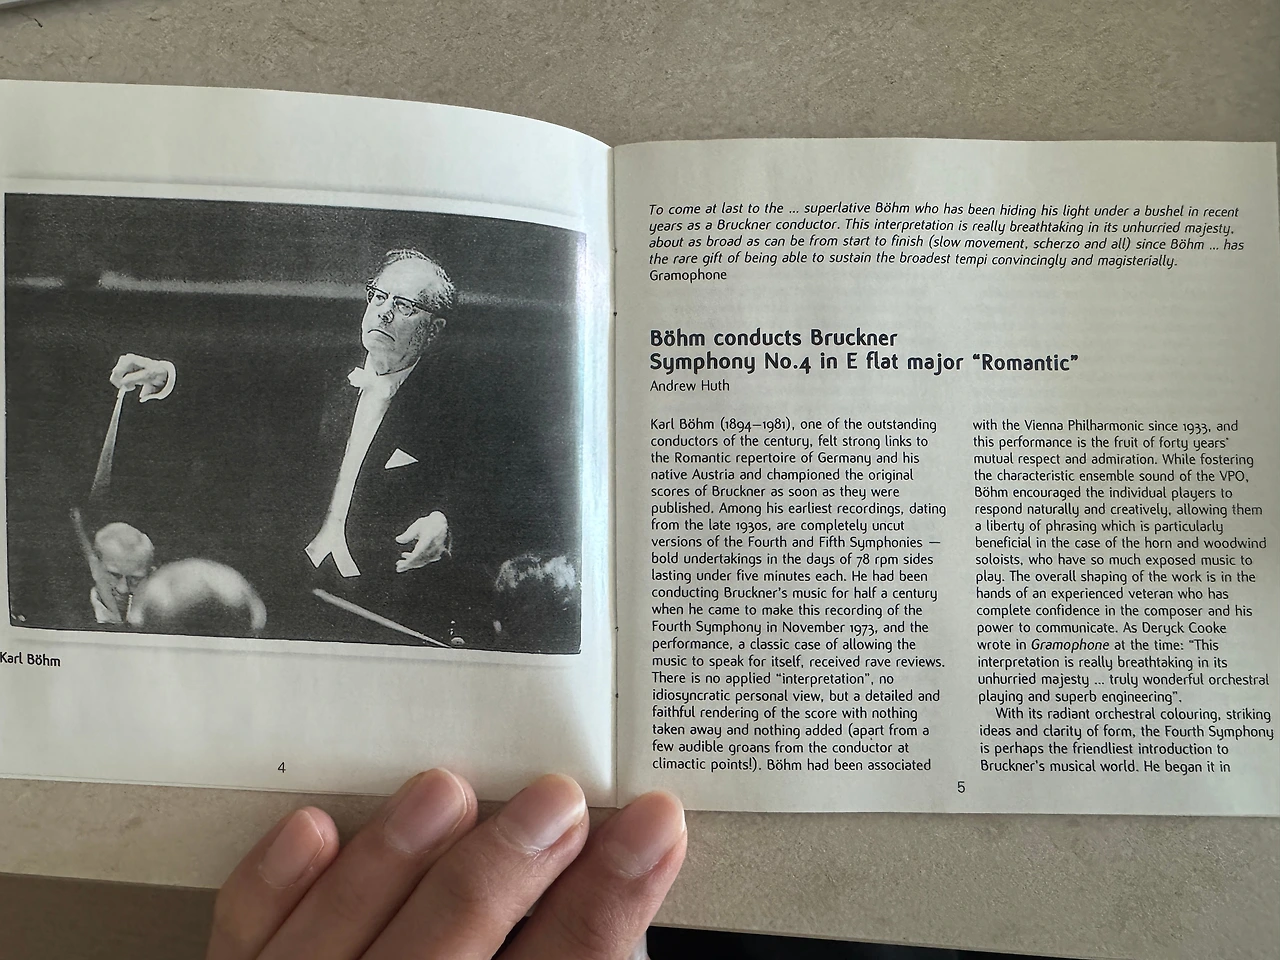 Karl Böhm
4
To come at last to the ... superlative Böhm who has been hiding his light under a bushel in recent
years as a Bruckner conductor. This interpretation is really breathtaking in its unhurried majesty,
about as broad as can be from start to finish (slow movement, scherzo and all) since Böhm ... has
the rare gift of being able to sustain the broadest tempi convincingly and magisterially.
Gramophone
Böhm conducts Bruckner
Symphony No.4 in E flat major “Romantic”
Andrew Huth
Karl Böhm (1894–1981), one of the outstanding
conductors of the century, felt strong links to
the Romantic repertoire of Germany and his
native Austria and championed the original
scores of Bruckner as soon as they were
published. Among his earliest recordings, dating
from the late 1930s, are completely uncut
versions of the Fourth and Fifth Symphonies —
bold undertakings in the days of 78 rpm sides
lasting under five minutes each. He had been
conducting Bruckner's music for half a century
when he came to make this recording of the
Fourth Symphony in November 1973, and the
performance, a classic case of allowing the
music to speak for itself, received rave reviews.
There is no applied “interpretation”, no
idiosyncratic personal view, but a detailed and
faithful rendering of the score with nothing
taken away and nothing added (apart from a
few audible groans from the conductor at
climactic points!). Böhm had been associated
with the Vienna Philharmonic since 1933, and
this performance is the fruit of forty years'
mutual respect and admiration. While fostering
the characteristic ensemble sound of the VPO,
Böhm encouraged the individual players to
respond naturally and creatively, allowing them
a liberty of phrasing which is particularly
beneficial in the case of the horn and woodwind
soloists, who have so much exposed music to
play. The overall shaping of the work is in the
hands of an experienced veteran who has
complete confidence in the composer and his
power to communicate. As Deryck Cooke
wrote in Gramophone at the time: “This
interpretation is really breathtaking in its
unhurried majesty ... truly wonderful orchestral
playing and superb engineering”.
With its radiant orchestral colouring, striking
ideas and clarity of form, the Fourth Symphony
is perhaps the friendliest introduction to
Bruckner's musical world. He began it in
5